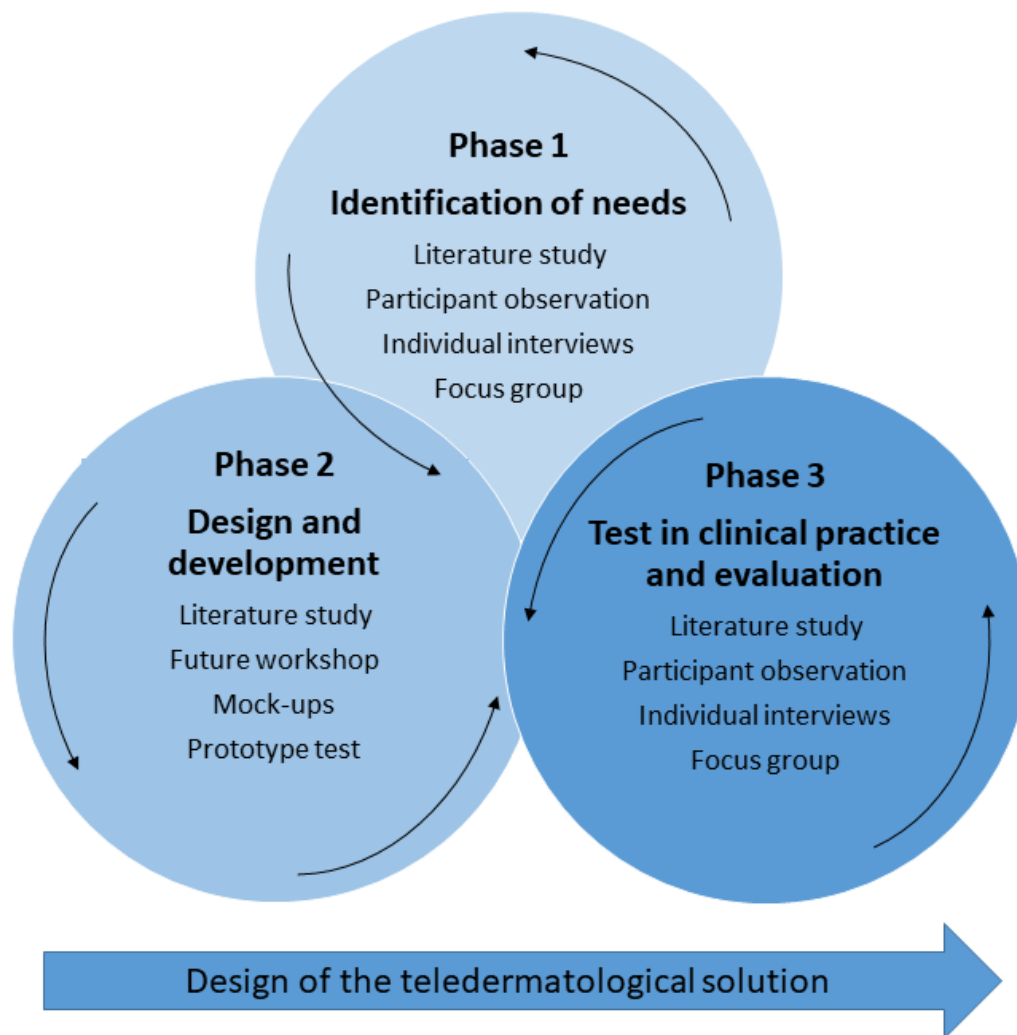 Phase 1
Identification of needs
Literature study
Participant observation
Individual interviews
Focus group
Phase 2
Design and
development
Literature study
Future workshop
Mock-ups
Prototype test
Phase 3
Test in clinical practice
and evaluation
Literature study
Participant observation
Individual interviews
Focus group
Design of the teledermatological solution